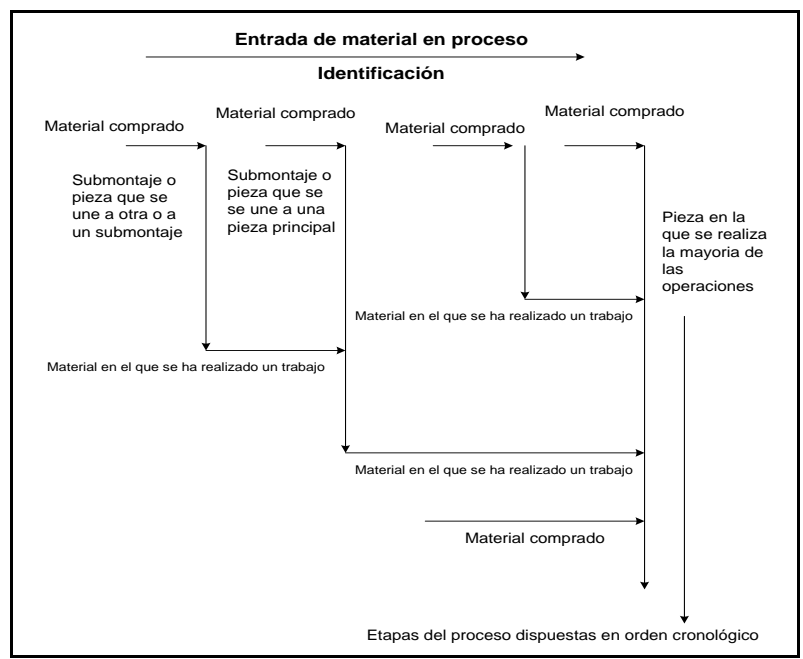 Entrada de material en proceso
Identificación
Material comprado
Material comprado
Material comprado
Material comprado
Submontaje o
pieza que se
une a otra o a
un submontaje
Submontaje o
pieza que se
se une a una
pieza principal
Pieza en la
que se realiza
la mayoria de
las
operaciones
Material en el que se ha realizado un trabajo
Material en el que se ha realizado un trabajo
Material en el que se ha realizado un trabajo
Material comprado
Etapas del proceso dispuestas en orden cronológico